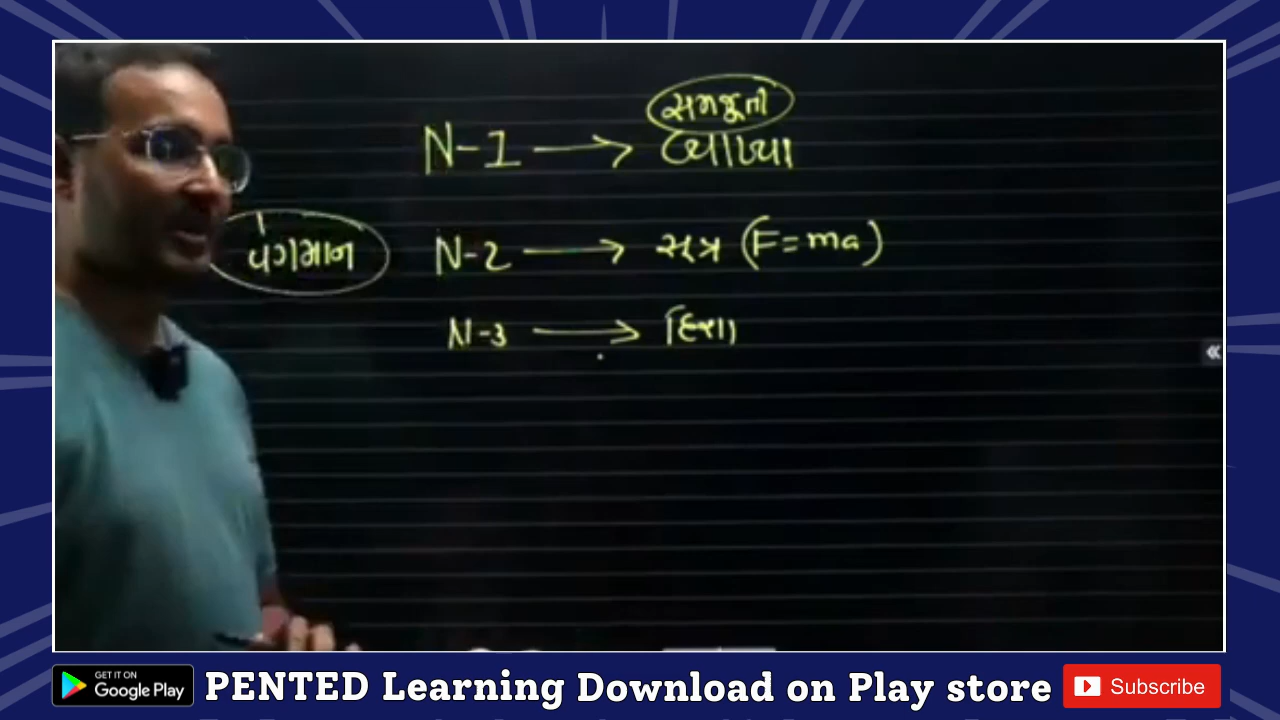 સમજૂતી
N-1 → વ્યાખ્યા
વેગમાન N-2 → સૂત્ર (F=ma)
N-3 → દિશા
GET IT ON
Google Play
PENTED Learning Download on Play store
Subscribe